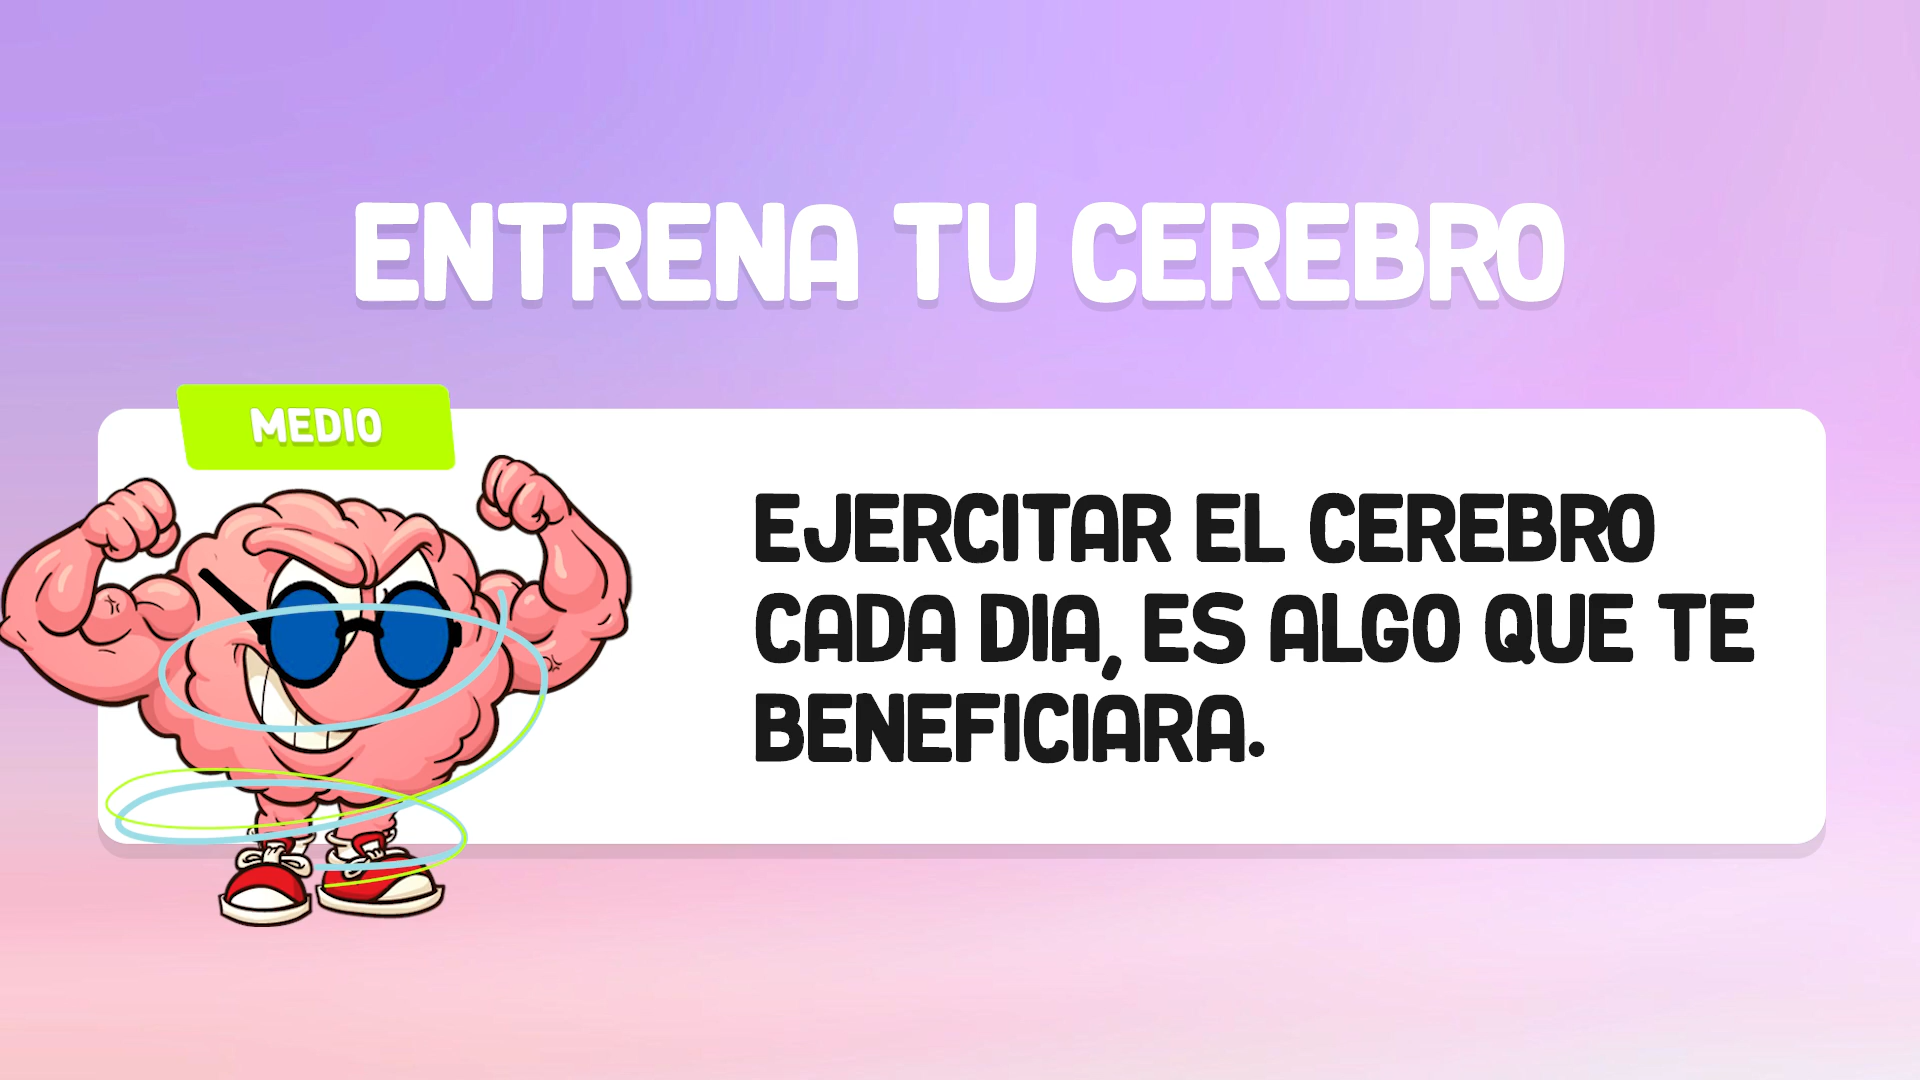 ENTRENA TU CEREBRO
MEDIO
EJERCITAR EL CEREBRO
CADA DIA, ES ALGO QUE TE
BENEFICIARA.